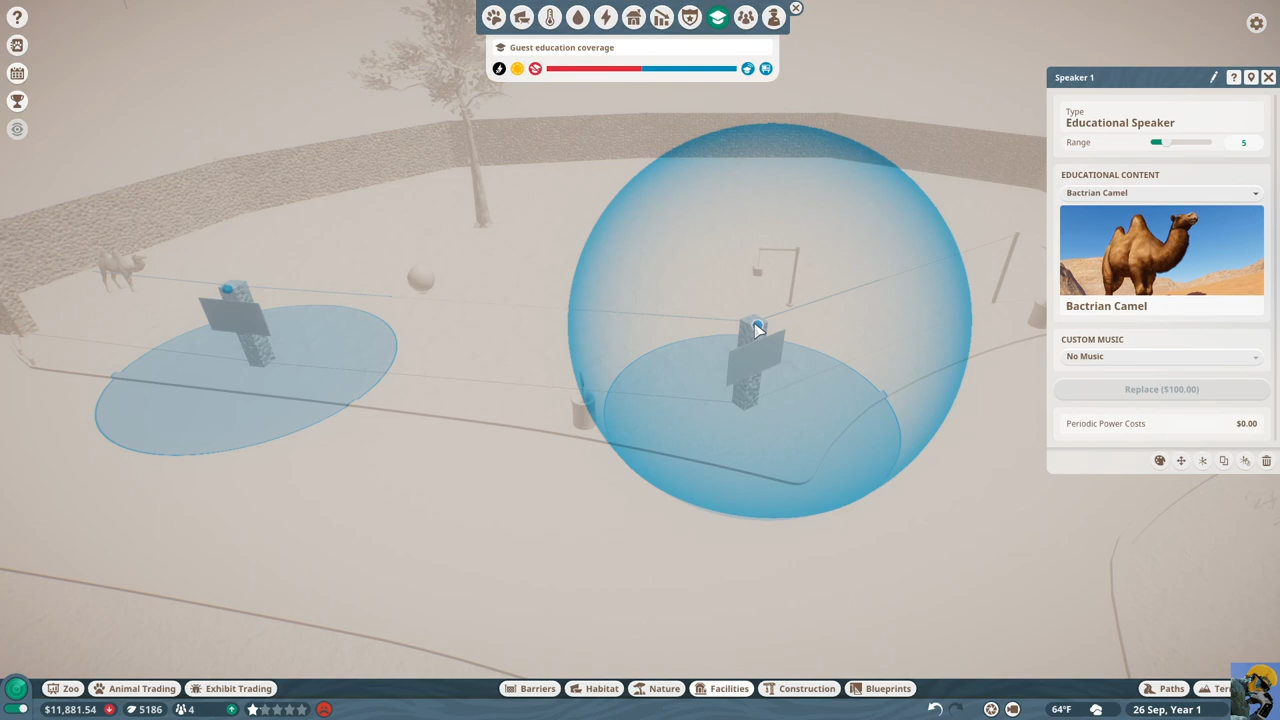 Guest education coverage
Speaker 1
Type
Educational Speaker
Range 5
EDUCATIONAL CONTENT
Bactrian Camel
Bactrian Camel
CUSTOM MUSIC
No Music
Replace ($100.00)
Periodic Power Costs $0.00
Zoo Animal Trading Exhibit Trading Barriers Habitat Nature Facilities Construction Blueprints Paths Terr
$11,881.54 5186 4 64°F 26 Sep, Year 1